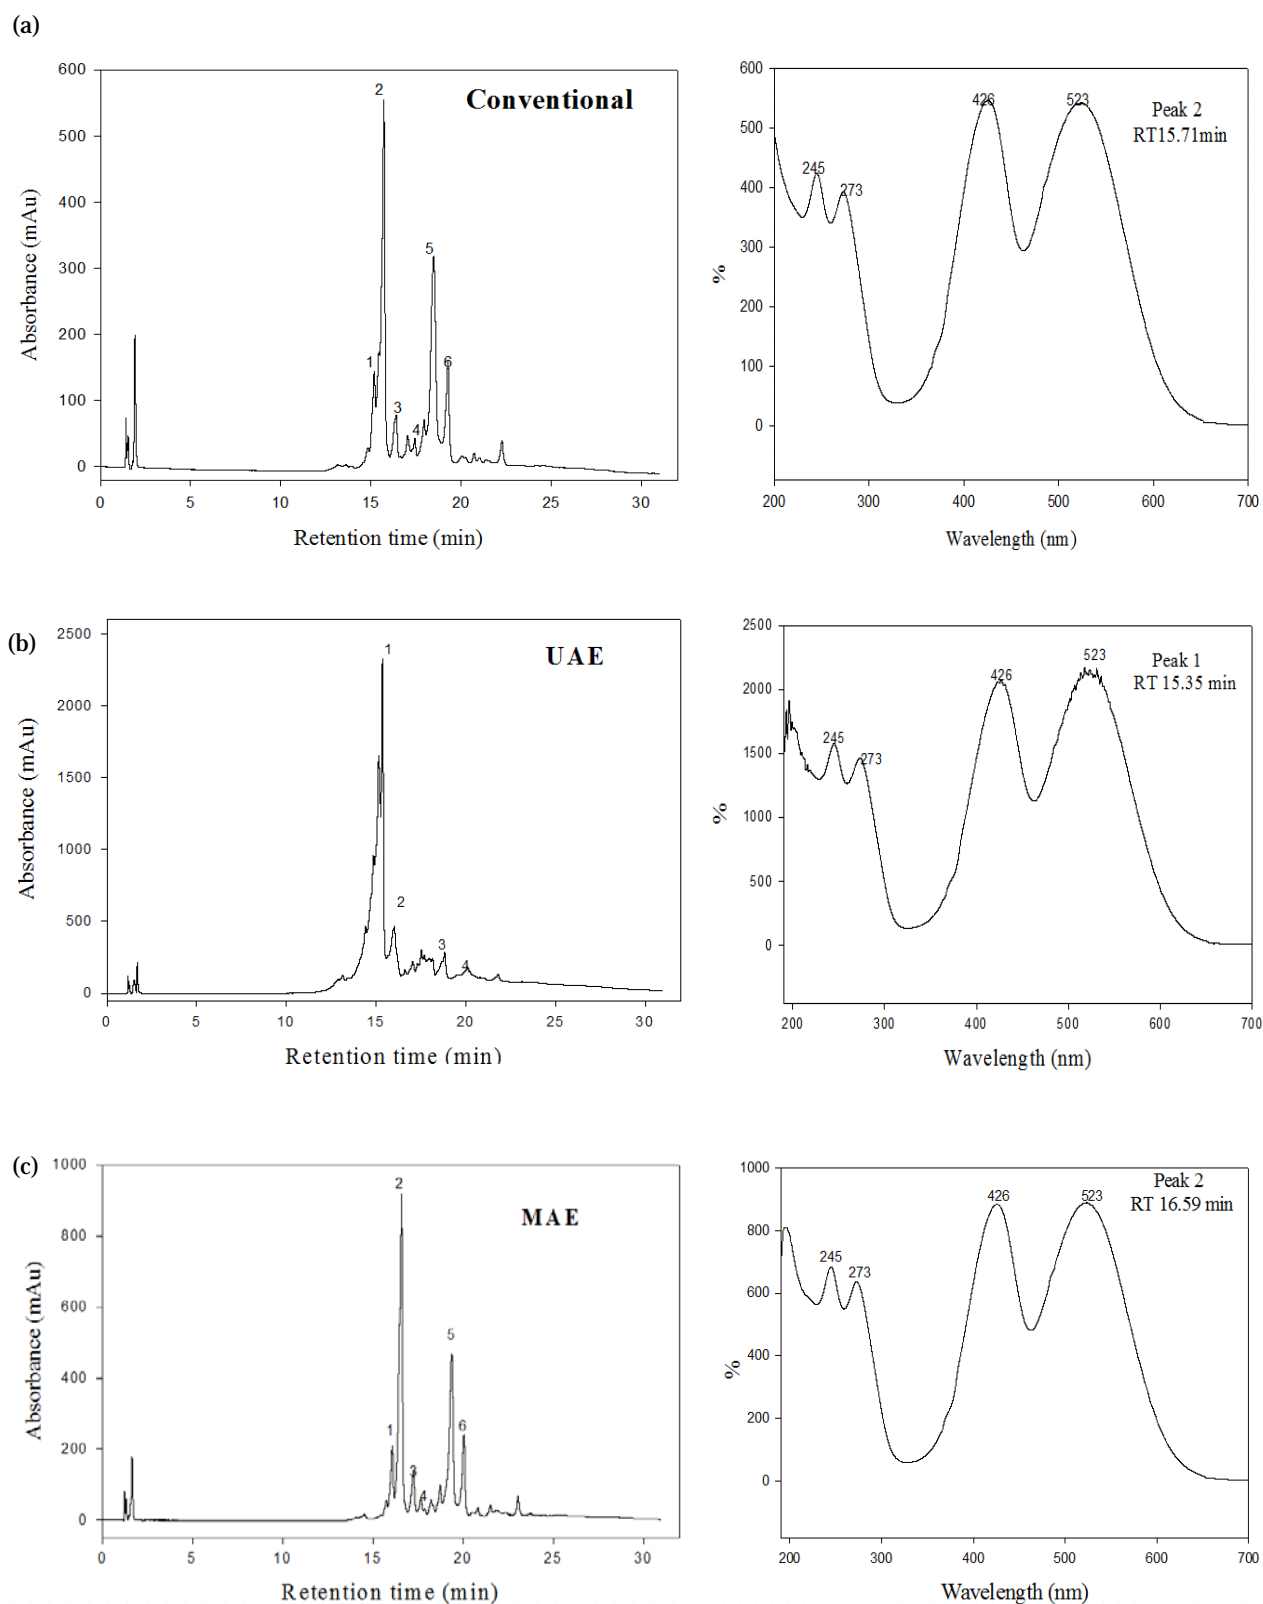 (a)
Conventional
600
500
400
300
200
100
0
Absorbance (mAu)
1
2
3
4
5
6
0 5 10 15 20 25 30
Retention time (min)
Peak 2
RT15.71min
600
500
400
300
200
100
0
%
245
273
426
523
200 300 400 500 600 700
Wavelength (nm)
(b)
UAE
2500
2000
1500
1000
500
0
Absorbance (mAu)
1
2
3
4
0 5 10 15 20 25 30
Retention time (min)
Peak 1
RT 15.35 min
2500
2000
1500
1000
500
0
%
245
273
426
523
200 300 400 500 600 700
Wavelength (nm)
(c)
MAE
1000
800
600
400
200
0
Absorbance (mAu)
1
2
3
4
5
6
0 5 10 15 20 25 30
Retention time (min)
Peak 2
RT 16.59 min
1000
800
600
400
200
0
%
245
273
426
523
200 300 400 500 600 700
Wavelength (nm)